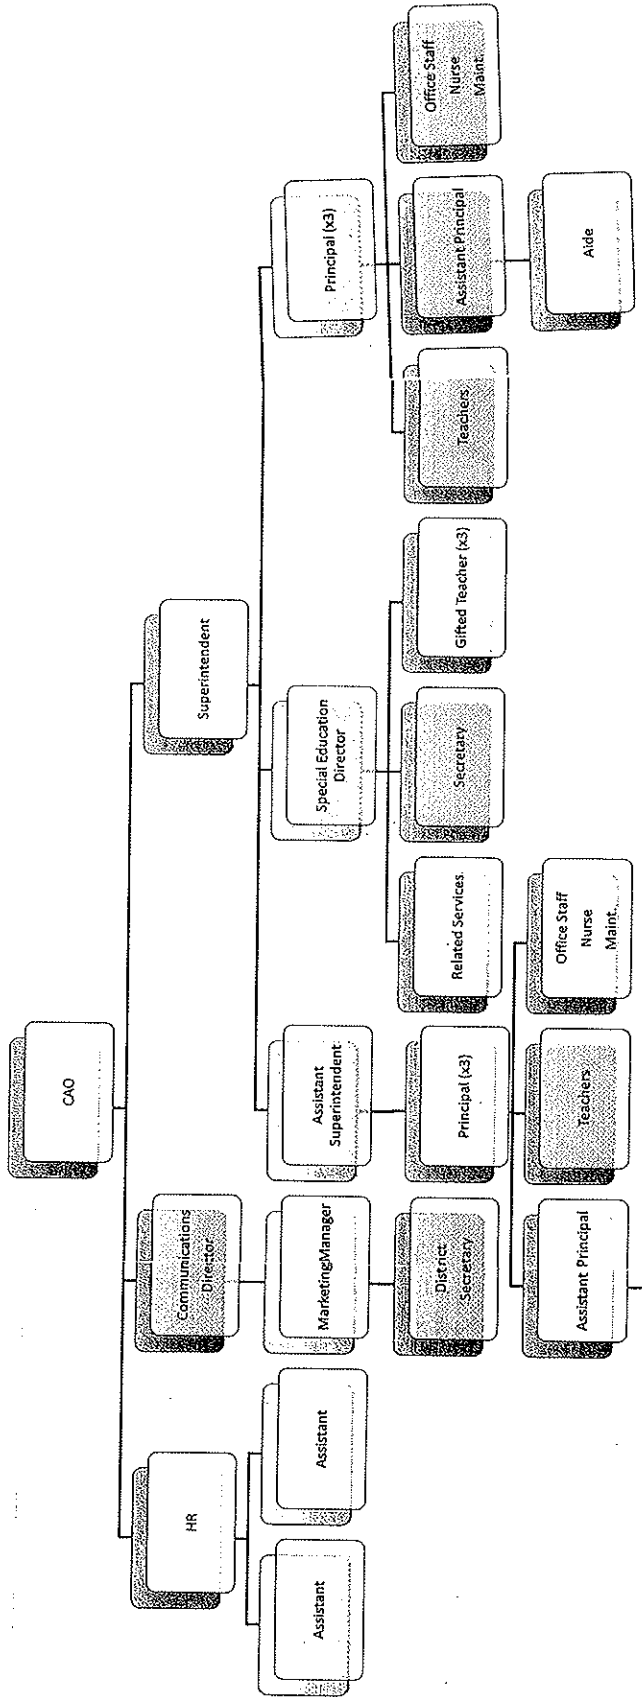 CAO
HR
Communications
Director
Superintendent
Assistant
Assistant
MarketingManager
Assistant
Superintendent
Special Education
Director
Principal (x3)
District
Secretary
Principal (x3)
Related Services
Secretary
Gifted Teacher (x3)
Teachers
Assistant Principal
Office Staff
Nurse
Maint.
Assistant Principal
Teachers
Office Staff
Nurse
Maint.
Aide